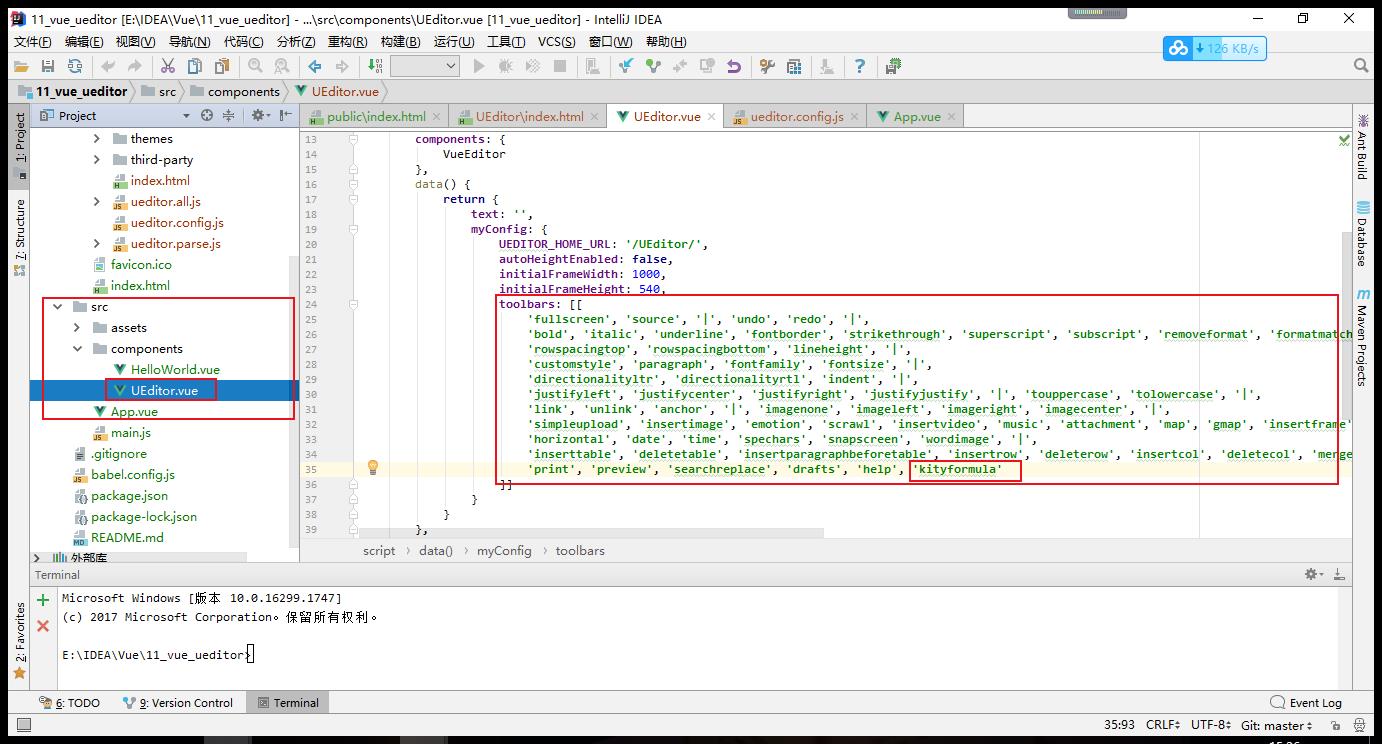 11_vue_ueditor [E:\IDEA\Vue\11_vue_ueditor] - ...\src\components\UEditor.vue [11_vue_ueditor] - IntelliJ IDEA
文件(F) 编辑(E) 视图(V) 导航(N) 代码(C) 分析(Z) 重构(R) 构建(B) 运行(U) 工具(T) VCS(S) 窗口(W) 帮助(H)
126 KB/s
11_vue_ueditor src components UEditor.vue
1: Project
7: Structure
2: Favorites
Project
themes
third-party
index.html
ueditor.all.js
ueditor.config.js
ueditor.parse.js
favicon.ico
index.html
src
assets
components
HelloWorld.vue
UEditor.vue
App.vue
main.js
.gitignore
babel.config.js
package.json
package-lock.json
README.md
外部库
public\index.html UEditor\index.html UEditor.vue ueditor.config.js App.vue
13 components: {
14 VueEditor
15 },
16 data() {
17 return {
18 text: '',
19 myConfig: {
20 UEDITOR_HOME_URL: '/UEditor/',
21 autoHeightEnabled: false,
22 initialFrameWidth: 1000,
23 initialFrameHeight: 540,
24 toolbars: [[
25 'fullscreen', 'source', '|', 'undo', 'redo', '|',
26 'bold', 'italic', 'underline', 'fontborder', 'strikethrough', 'superscript', 'subscript', 'removeformat', 'formatmatch
27 'rowspacingtop', 'rowspacingbottom', 'lineheight', '|',
28 'customstyle', 'paragraph', 'fontfamily', 'fontsize', '|',
29 'directionalityltr', 'directionalityrtl', 'indent', '|',
30 'justifyleft', 'justifycenter', 'justifyright', 'justifyjustify', '|', 'touppercase', 'tolowercase', '|',
31 'link', 'unlink', 'anchor', '|', 'imagenone', 'imageleft', 'imageright', 'imagecenter', '|',
32 'simpleupload', 'insertimage', 'emotion', 'scrawl', 'insertvideo', 'music', 'attachment', 'map', 'gmap', 'insertframe'
33 'horizontal', 'date', 'time', 'spechars', 'snapscreen', 'wordimage', '|',
34 'inserttable', 'deletetable', 'insertparagraphbeforetable', 'insertrow', 'deleterow', 'insertcol', 'deletecol', 'merge
35 'print', 'preview', 'searchreplace', 'drafts', 'help', 'kityformula'
36 ]]
37 }
38 }
39 },
script data() myConfig toolbars
Ant Build
Database
Maven Projects
Terminal
Microsoft Windows [版本 10.0.16299.1747]
(c) 2017 Microsoft Corporation。保留所有权利。
E:\IDEA\Vue\11_vue_ueditor>
6: TODO 9: Version Control Terminal Event Log
35:93 CRLF UTF-8 Git: master